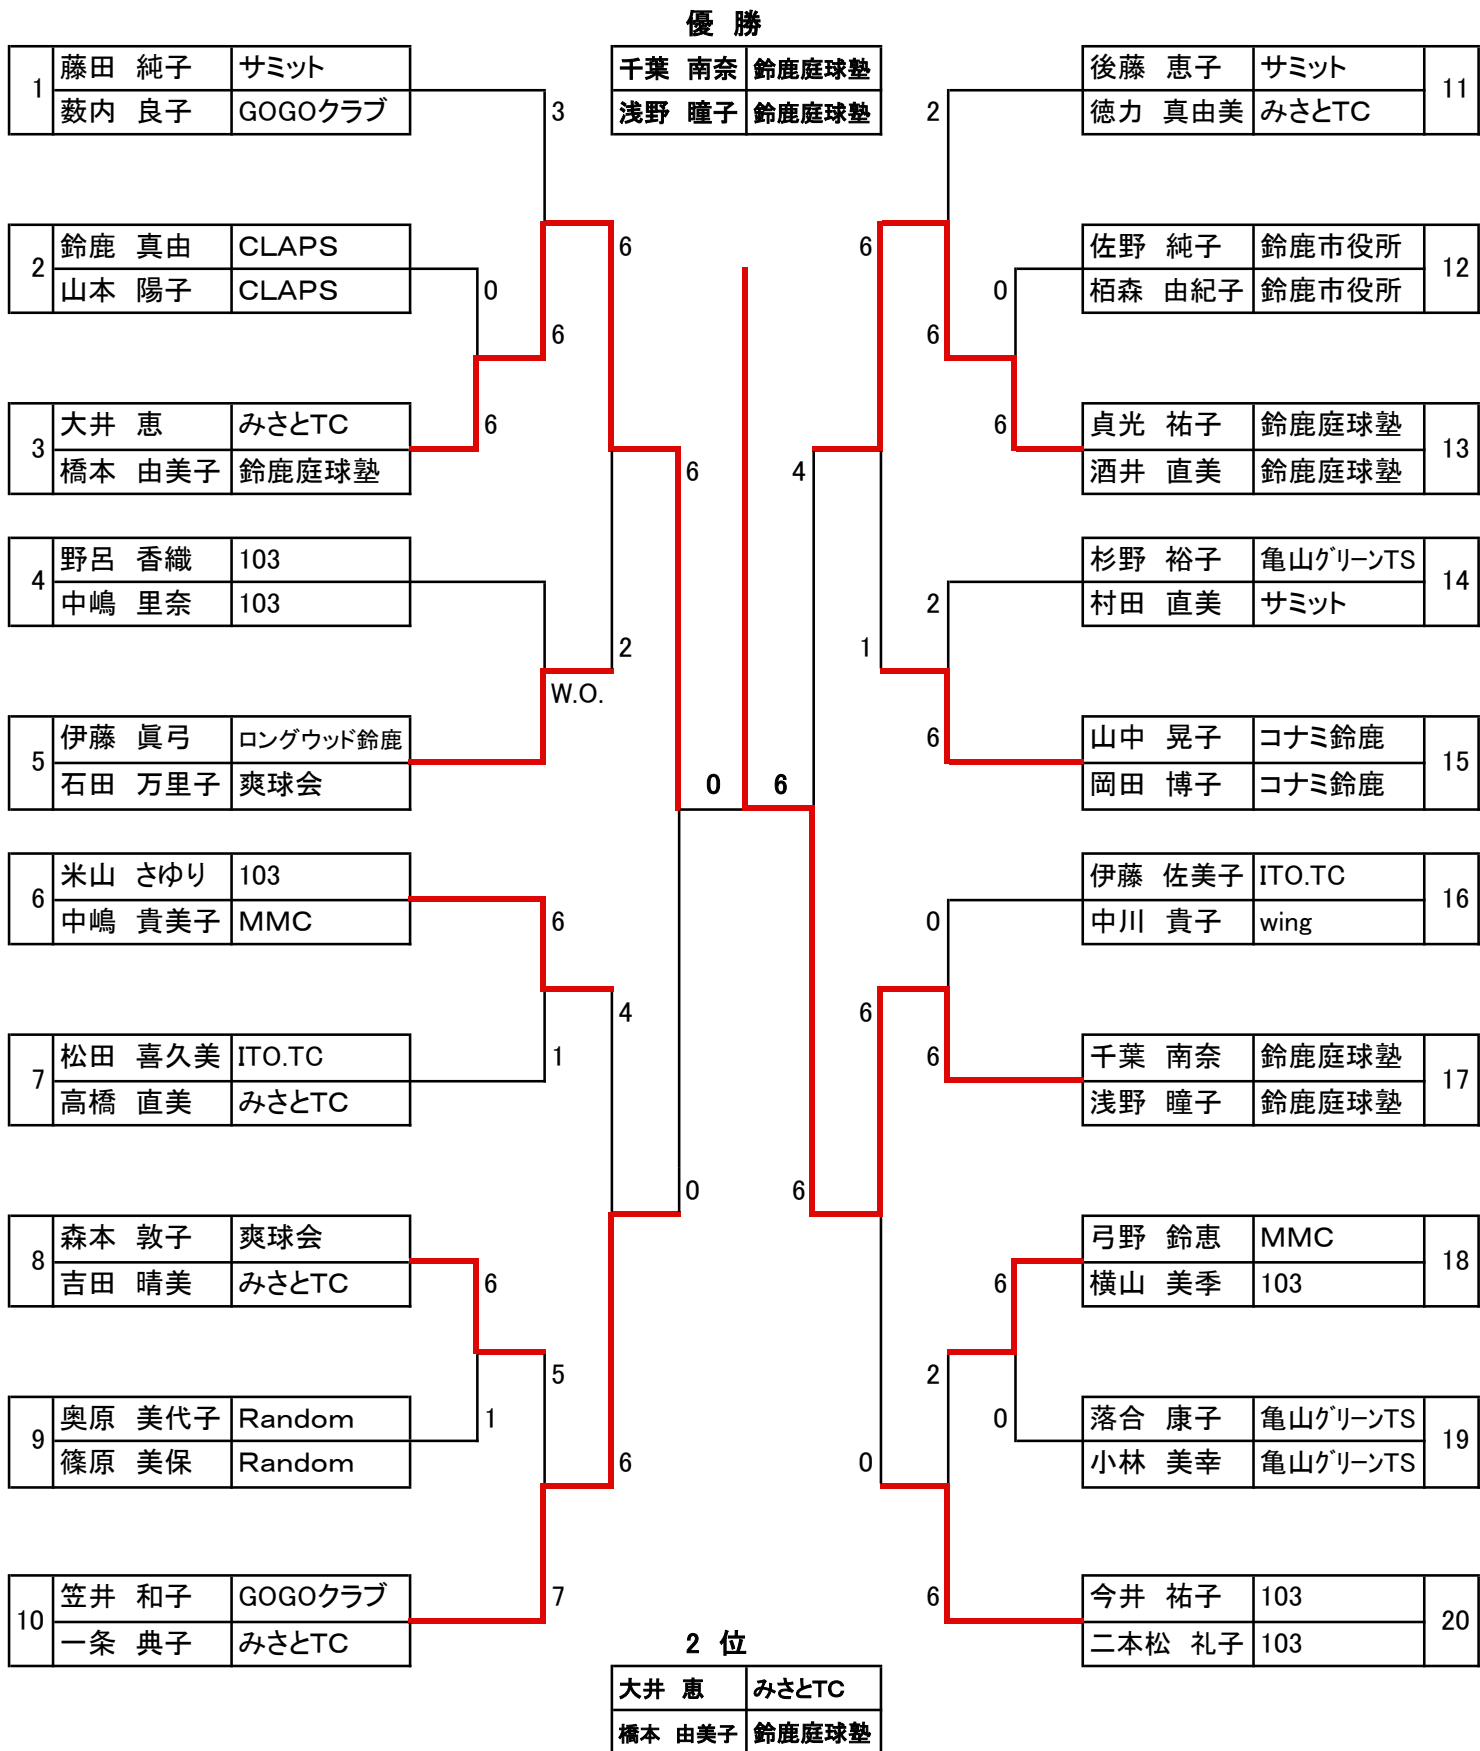 優 勝
千葉 南奈 鈴鹿庭球塾
浅野 瞳子 鈴鹿庭球塾
1
藤田 純子 サミット
薮内 良子 GOGOクラブ
3
2
鈴鹿 真由 CLAPS
山本 陽子 CLAPS
0
6
6
3
大井 恵 みさとTC
橋本 由美子 鈴鹿庭球塾
6
6
4
野呂 香織 103
中嶋 里奈 103
2
W.O.
5
伊藤 眞弓 ロングウッド鈴鹿
石田 万里子 爽球会
0 6
6
米山 さゆり 103
中嶋 貴美子 MMC
6
4
7
松田 喜久美 ITO.TC
高橋 直美 みさとTC
1
0
8
森本 敦子 爽球会
吉田 晴美 みさとTC
6
5
9
奥原 美代子 Random
篠原 美保 Random
1
6
10
笠井 和子 GOGOクラブ
一条 典子 みさとTC
7
後藤 恵子 サミット
徳力 真由美 みさとTC
11
2
6
佐野 純子 鈴鹿市役所
栢森 由紀子 鈴鹿市役所
12
0
6
貞光 祐子 鈴鹿庭球塾
酒井 直美 鈴鹿庭球塾
13
6
4
杉野 裕子 亀山グリーンTS
村田 直美 サミット
14
2
1
山中 晃子 コナミ鈴鹿
岡田 博子 コナミ鈴鹿
15
6
伊藤 佐美子 ITO.TC
中川 貴子 wing
16
0
6
千葉 南奈 鈴鹿庭球塾
浅野 瞳子 鈴鹿庭球塾
17
6
6
弓野 鈴恵 MMC
横山 美季 103
18
6
2
落合 康子 亀山グリーンTS
小林 美幸 亀山グリーンTS
19
0
0
今井 祐子 103
二本松 礼子 103
20
6
2 位
大井 恵 みさとTC
橋本 由美子 鈴鹿庭球塾